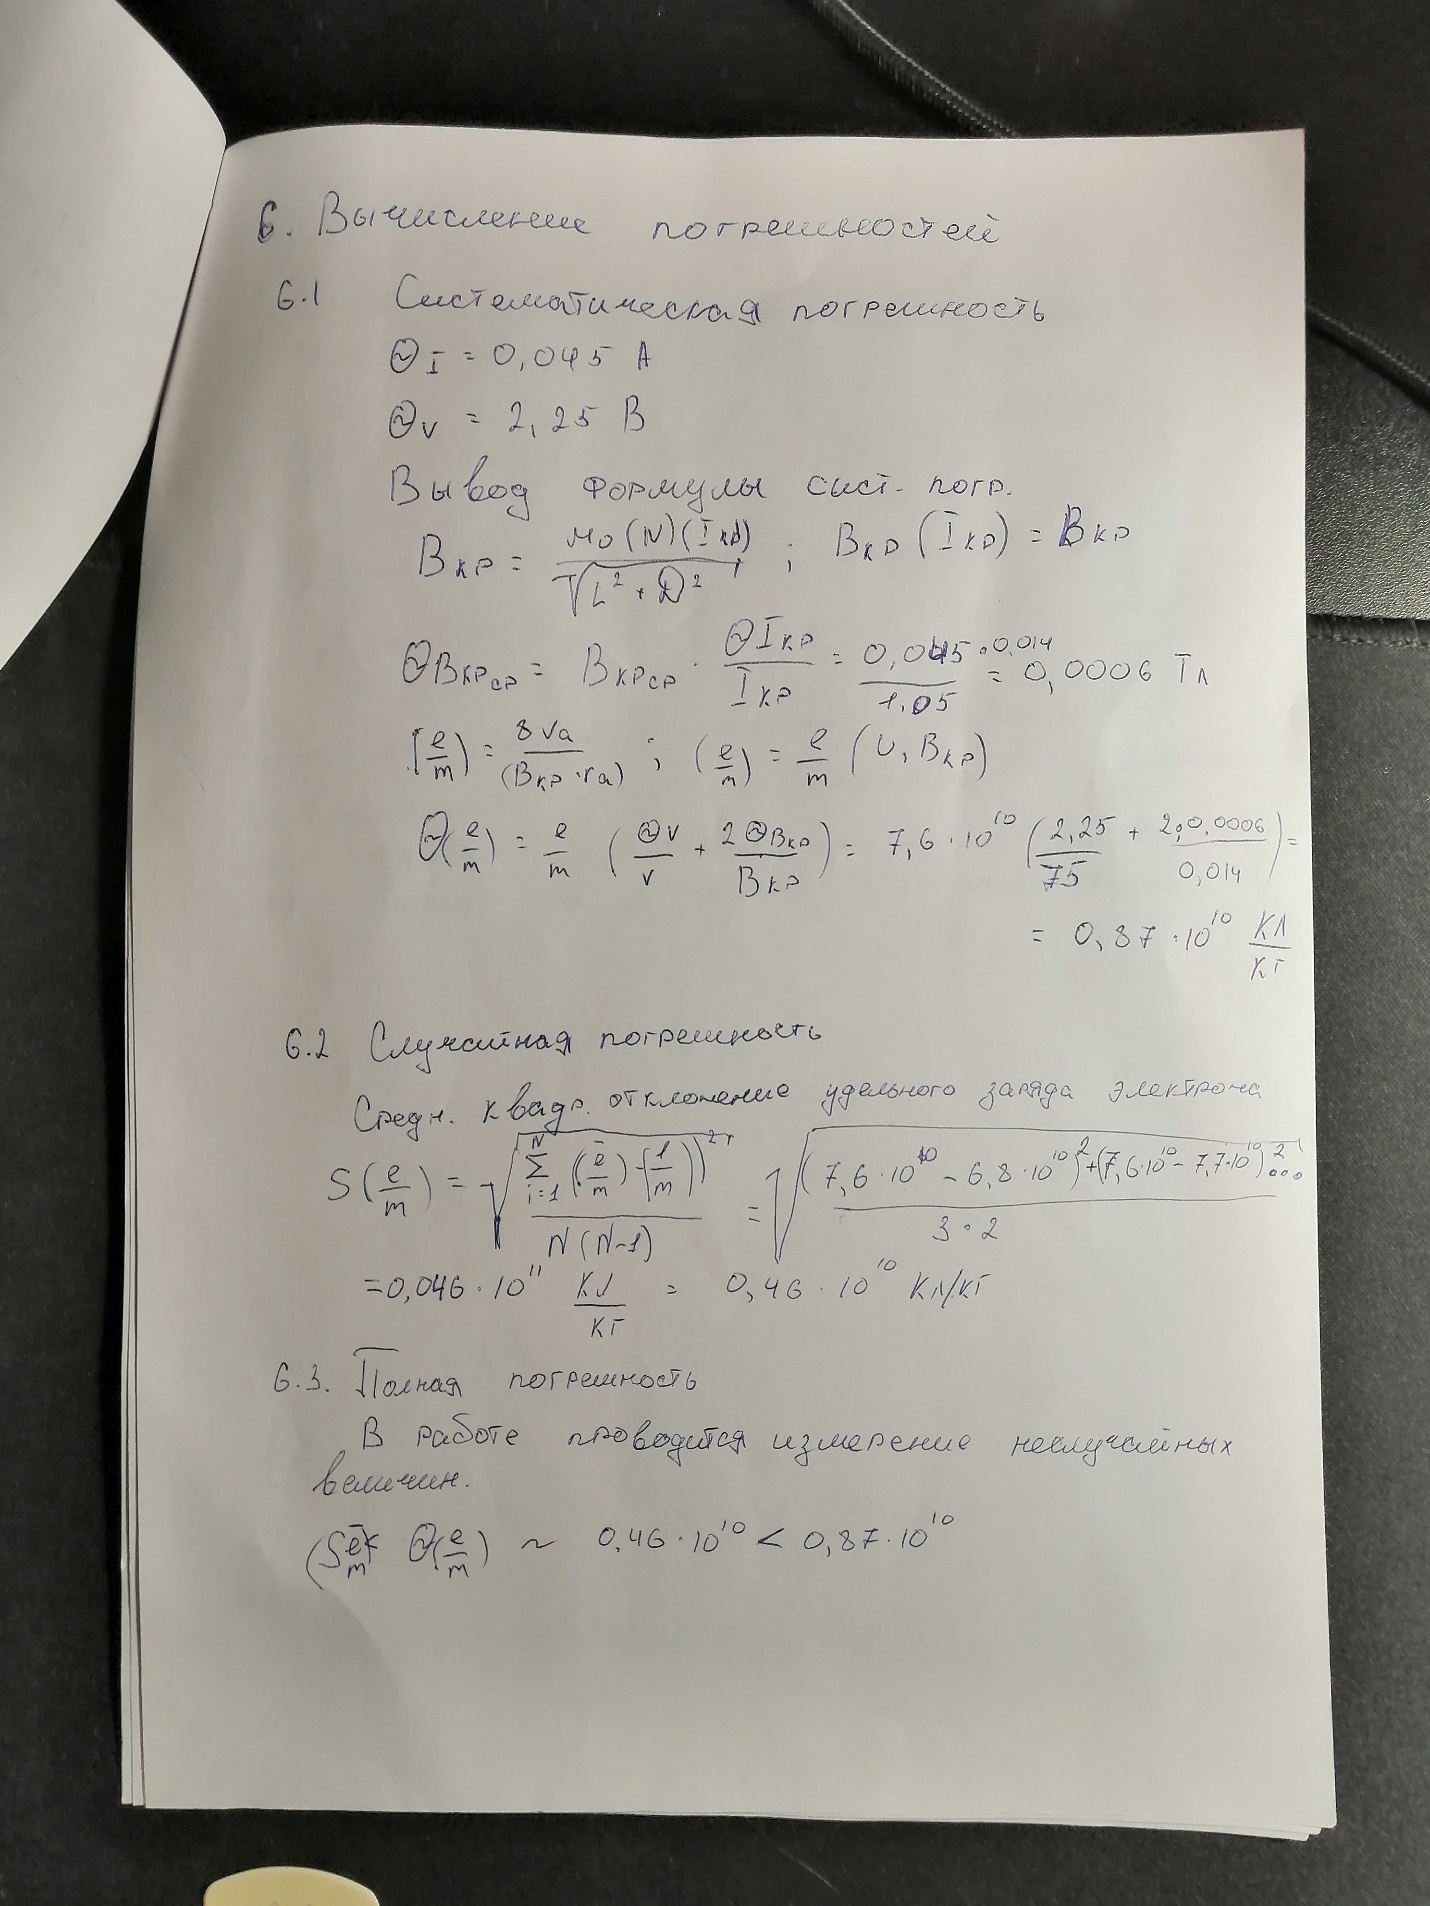 6. Вычисление погрешностей
6.1 Систематическая погрешность
Θ I = 0,045 А
Θ V = 2,25 В
Вывод формулы сист. погр.
Bкр = μ0 (N)(Iкр) / √(L² + D²) ; Bкр (Iкр) = Bкр
ΘBкрср = Bкрср · ΘIкр / Iкр = 0,045 · 0,014 / 1,05 = 0,0006 Тл
(e/m) = 8Va / (Bкр · ra) ; (e/m) = e/m (U, Bкр)
Θ(e/m) = e/m (ΘV/V + 2ΘBкр/Bкр) = 7,6 · 10¹⁰ (2,25/75 + 2·0,0006/0,014) =
= 0,87 · 10¹⁰ Кл/кг
6.2 Случайная погрешность
Средн. квадр. отклонение удельного заряда электрона
S(e/m) = √(∑ᵢ₌₁ᴺ ((ē/m) - (1/m))² / N(N-1)) = √((7,6·10¹⁰ - 6,8·10¹⁰)² + (7,6·10¹⁰ - 7,7·10¹⁰)²... / 3·2)
= 0,046 · 10¹¹ Кл/кг = 0,46 · 10¹⁰ Кл/кг
6.3. Полная погрешность
В работе проводится измерение неслучайных
величин.
(S ē/m < Θ(e/m) ~ 0,46 · 10¹⁰ < 0,87 · 10¹⁰